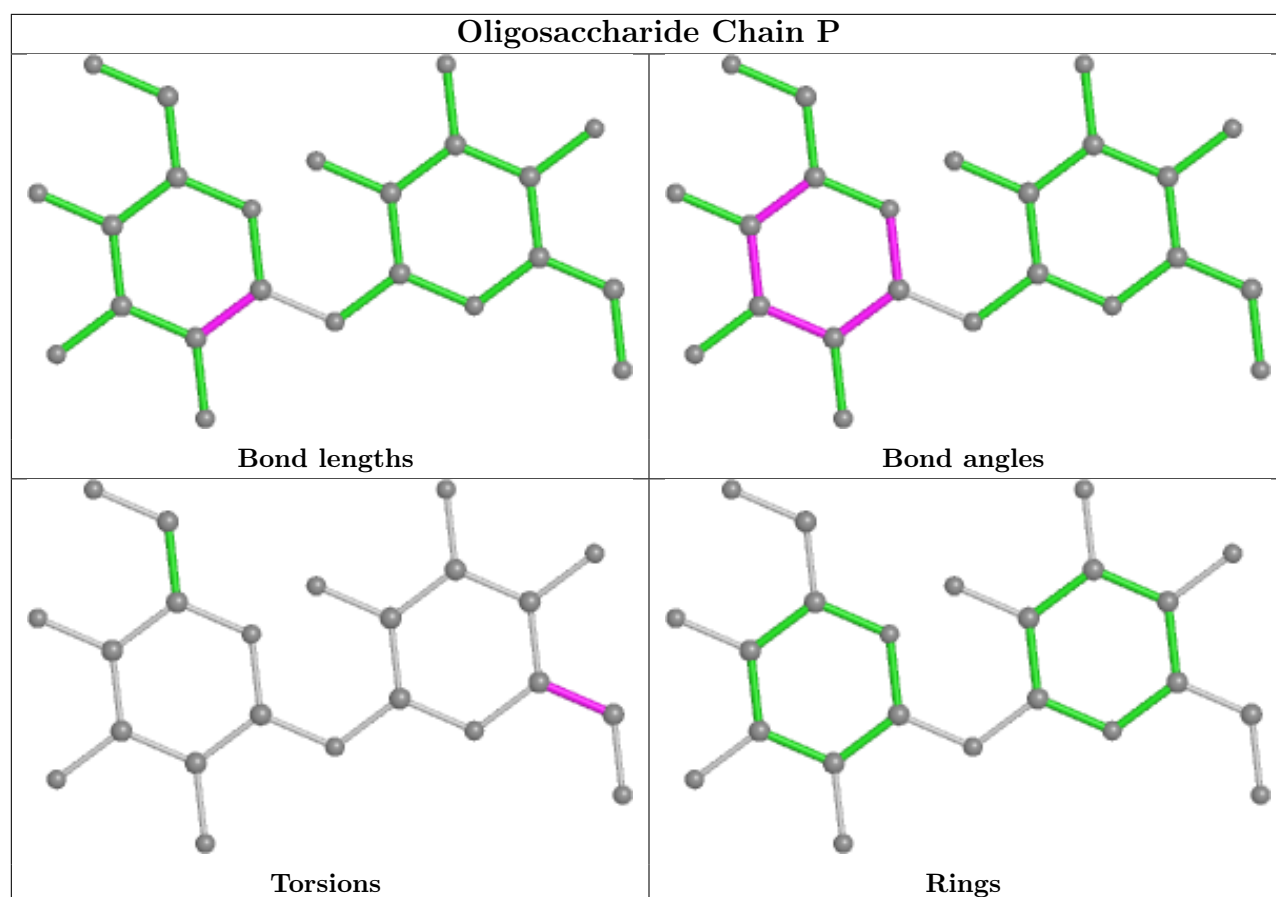 Oligosaccharide Chain P
Bond lengths
Bond angles
Torsions
Rings